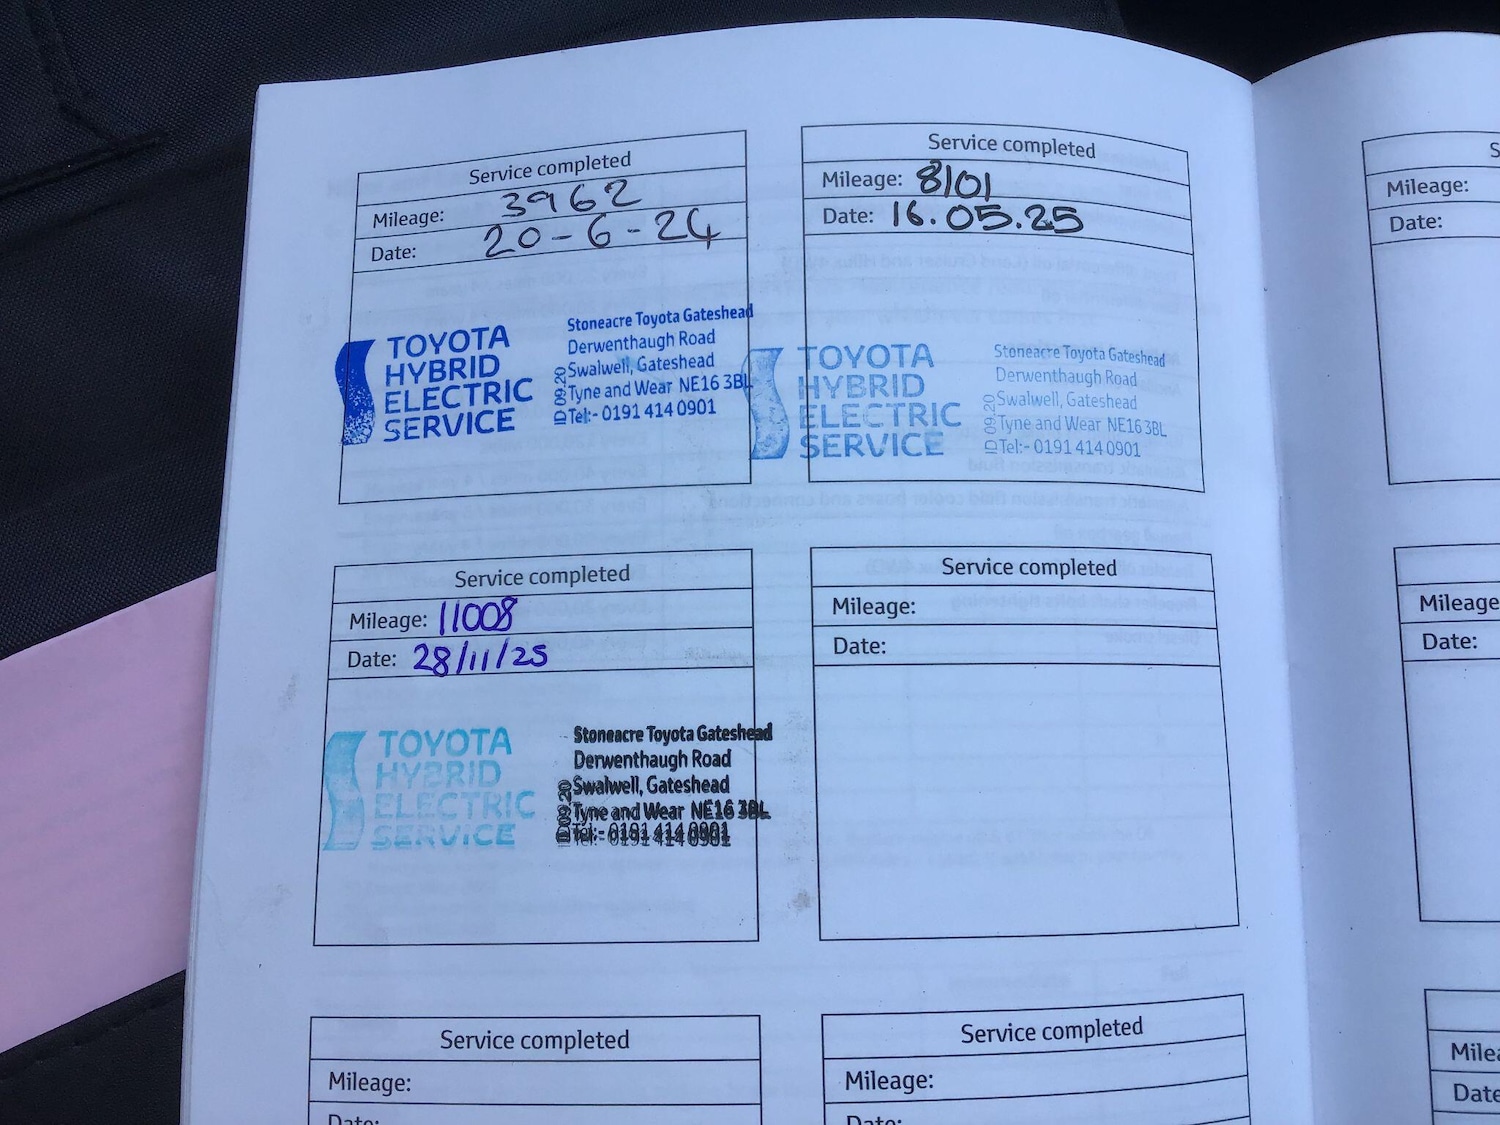 Service completed
Mileage: 3962
Date: 20-6-24
TOYOTA
HYBRID
ELECTRIC
SERVICE
Stoneacre Toyota Gateshead
Derwenthaugh Road
Swalwell, Gateshead
Tyne and Wear NE16 3BL
Tel:- 0191 414 0901
ID 09.20
Service completed
Mileage: 8101
Date: 16.05.25
TOYOTA
HYBRID
ELECTRIC
SERVICE
Stoneacre Toyota Gateshead
Derwenthaugh Road
Swalwell, Gateshead
Tyne and Wear NE16 3BL
Tel:- 0191 414 0901
ID 09.20
Service completed
Mileage: 11008
Date: 28/11/25
TOYOTA
HYBRID
ELECTRIC
SERVICE
Stoneacre Toyota Gateshead
Derwenthaugh Road
Swalwell, Gateshead
Tyne and Wear NE16 3BL
Tel:- 0191 414 0901
ID 09.20
Service completed
Mileage:
Date:
Service completed
Mileage:
Date:
Service completed
Mileage:
Date:
S
Mileage:
Date:
Mileage
Date:
Milea
Date